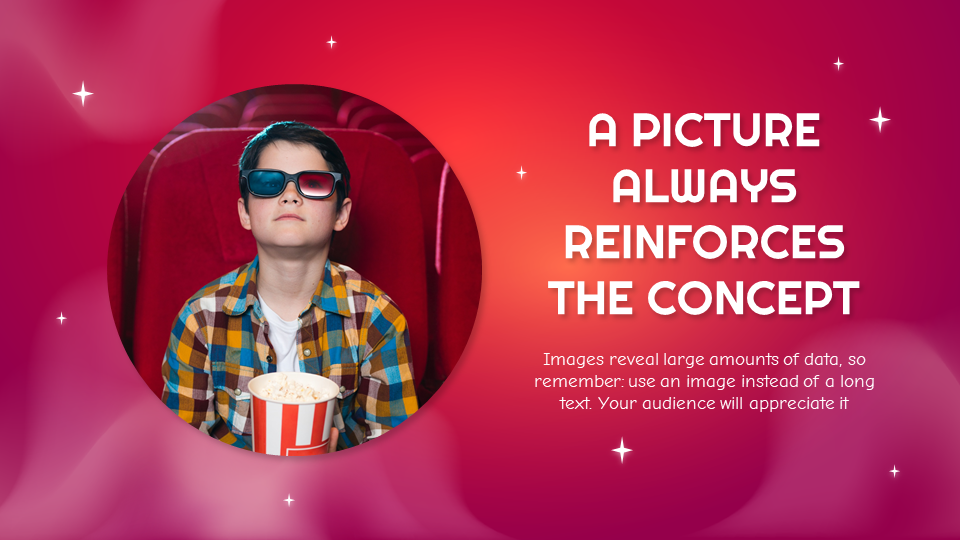 A PICTURE
ALWAYS
REINFORCES
THE CONCEPT
Images reveal large amounts of data, so
remember: use an image instead of a long
text. Your audience will appreciate it